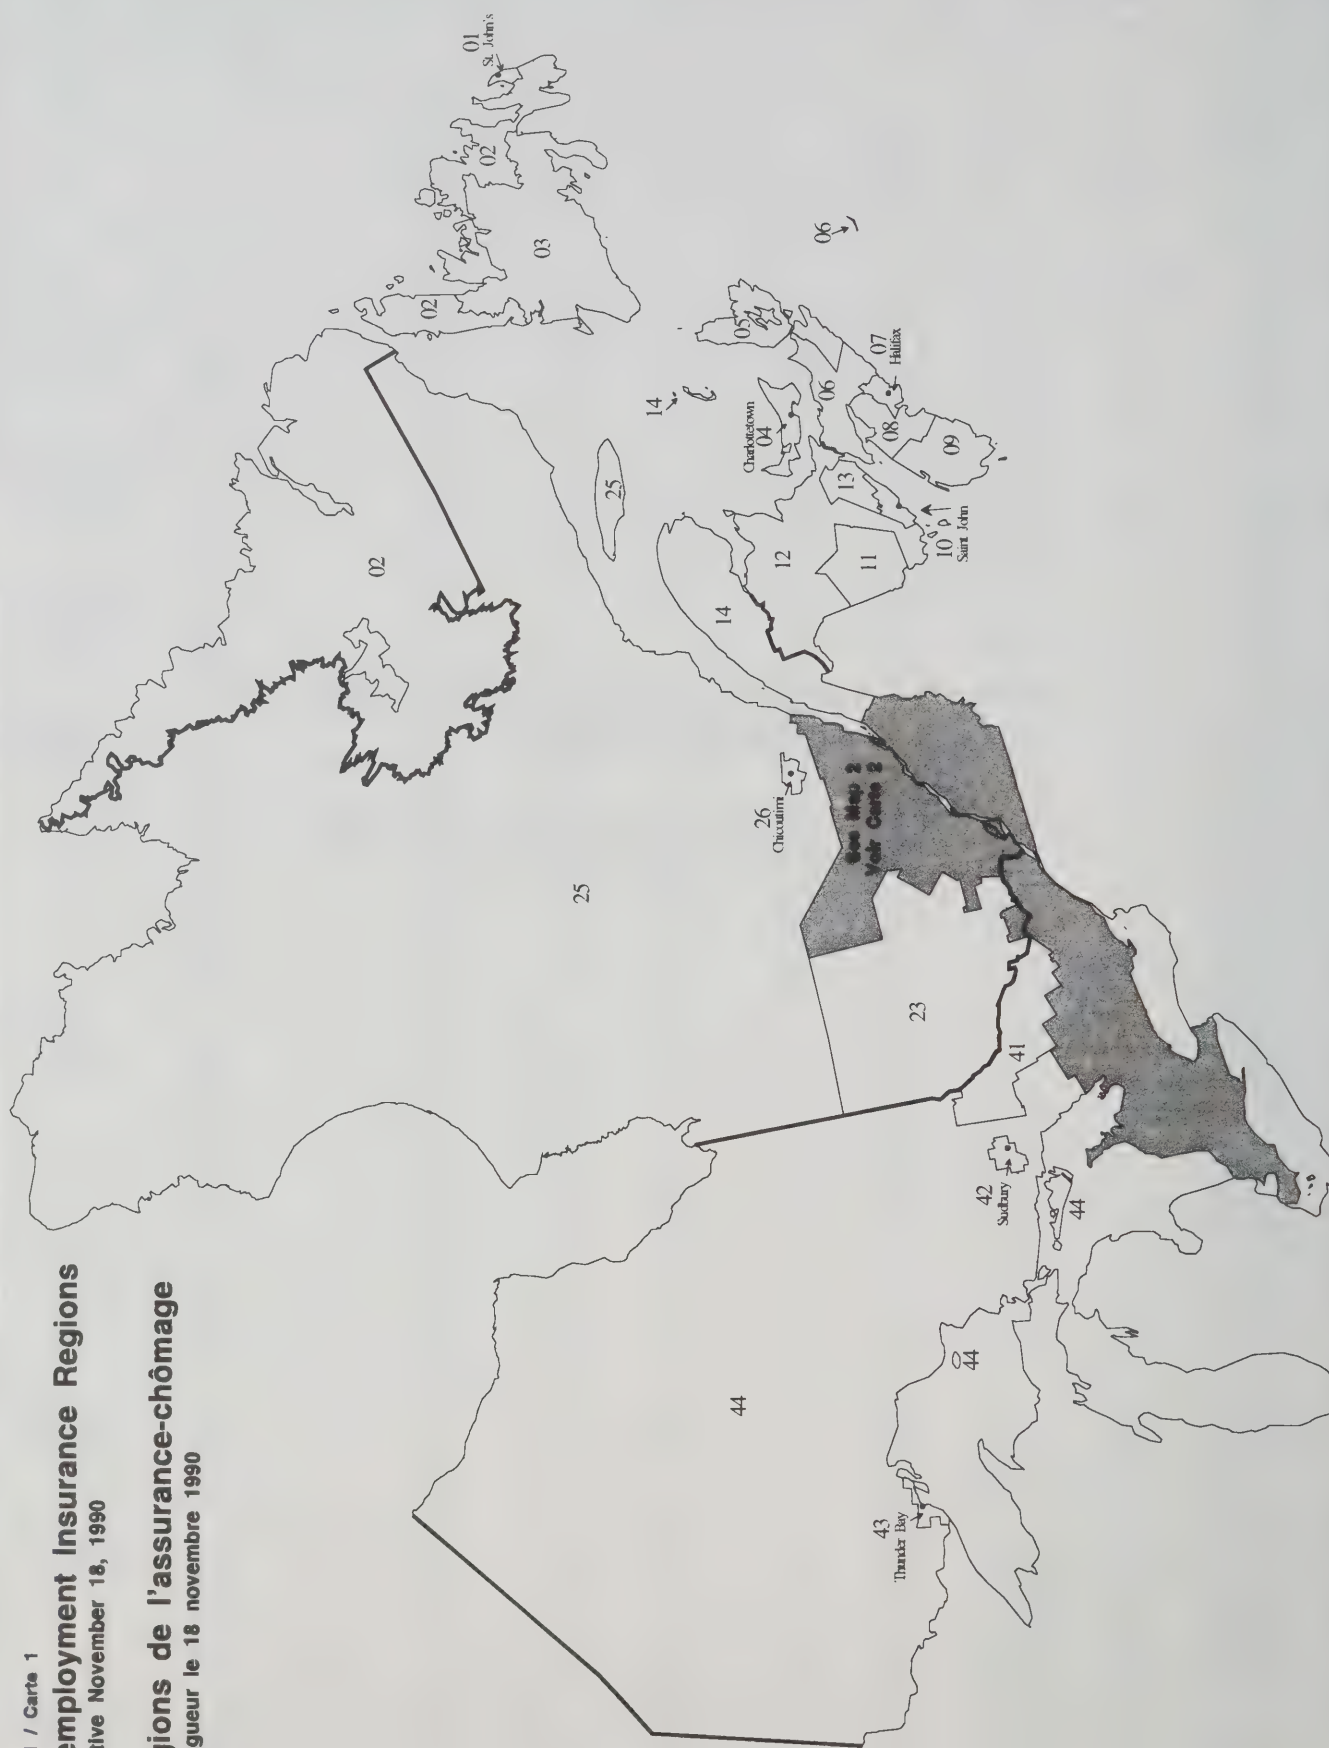 1 / Carte 1
employment Insurance Regions
tive November 18, 1990
gions de l'assurance-chômage
gueur le 18 novembre 1990
01
St. John's
02
02
03
06
02
05
14
Charlottetown
04
06
07
Halifax
08
09
25
13
10
Saint John
12
11
14
25
26
Chicoutimi
See Map 2
Voir Carte 2
23
41
42
Sudbury
44
44
44
43
Thunder Bay